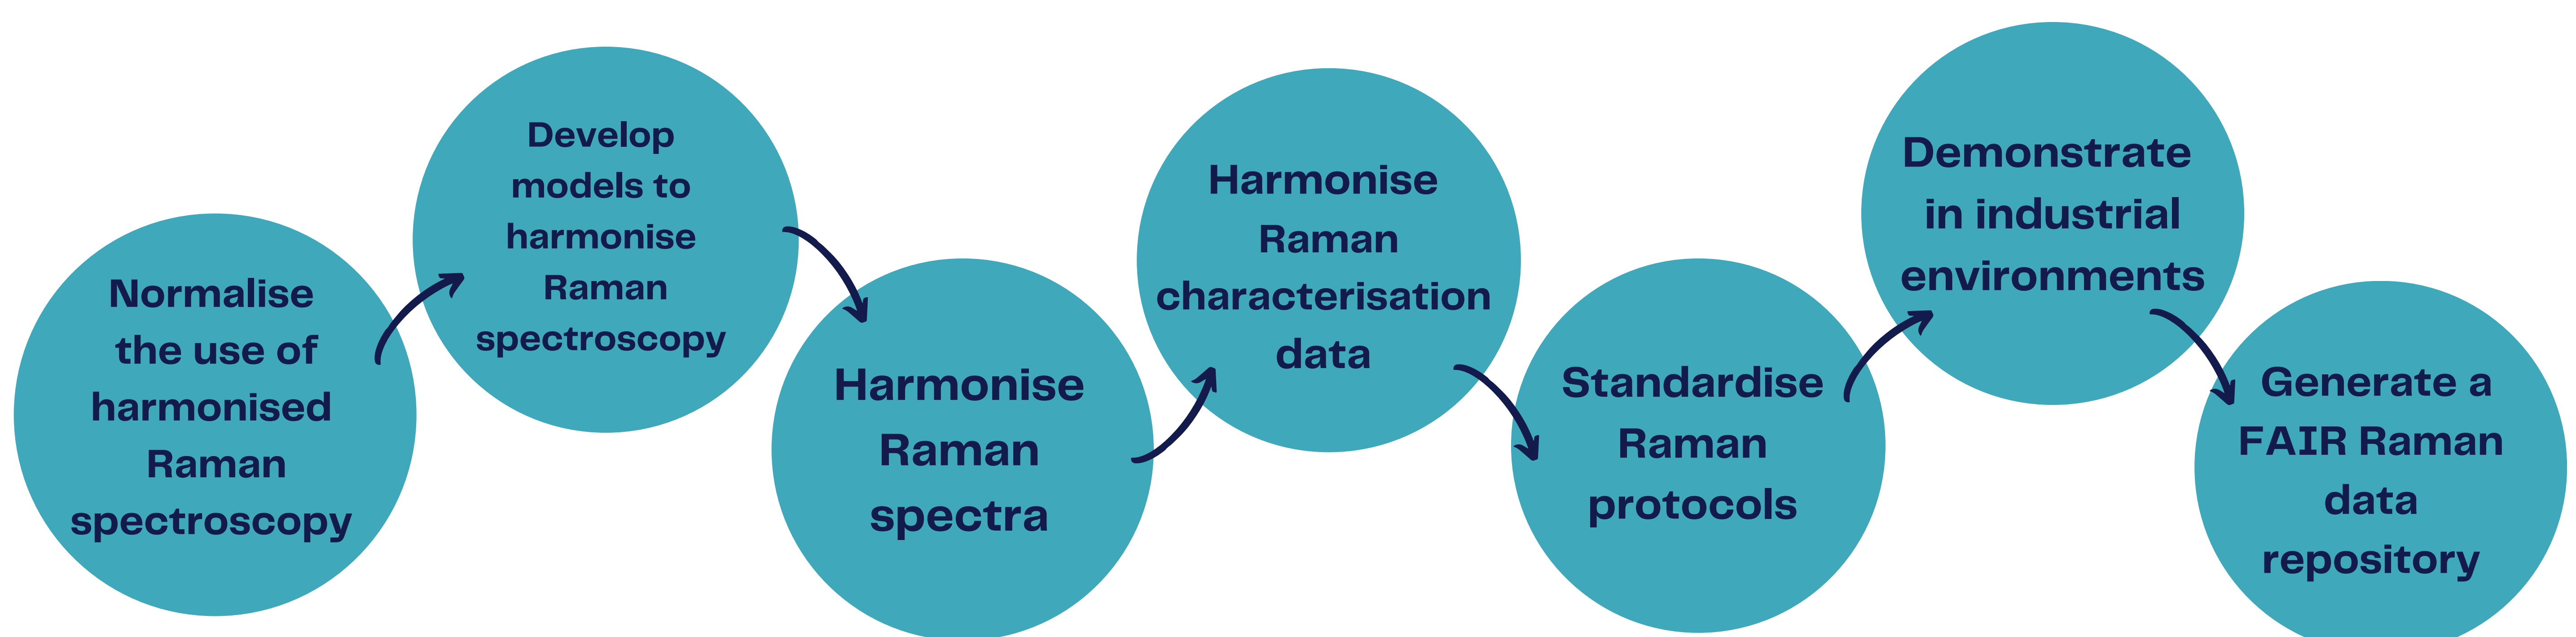 Normalise
the use of
harmonised
Raman
spectroscopy
Develop
models to
harmonise
Raman
spectroscopy
Harmonise
Raman
spectra
Harmonise
Raman
characterisation
data
Standardise
Raman
protocols
Demonstrate
in industrial
environments
Generate a
FAIR Raman
data
repository